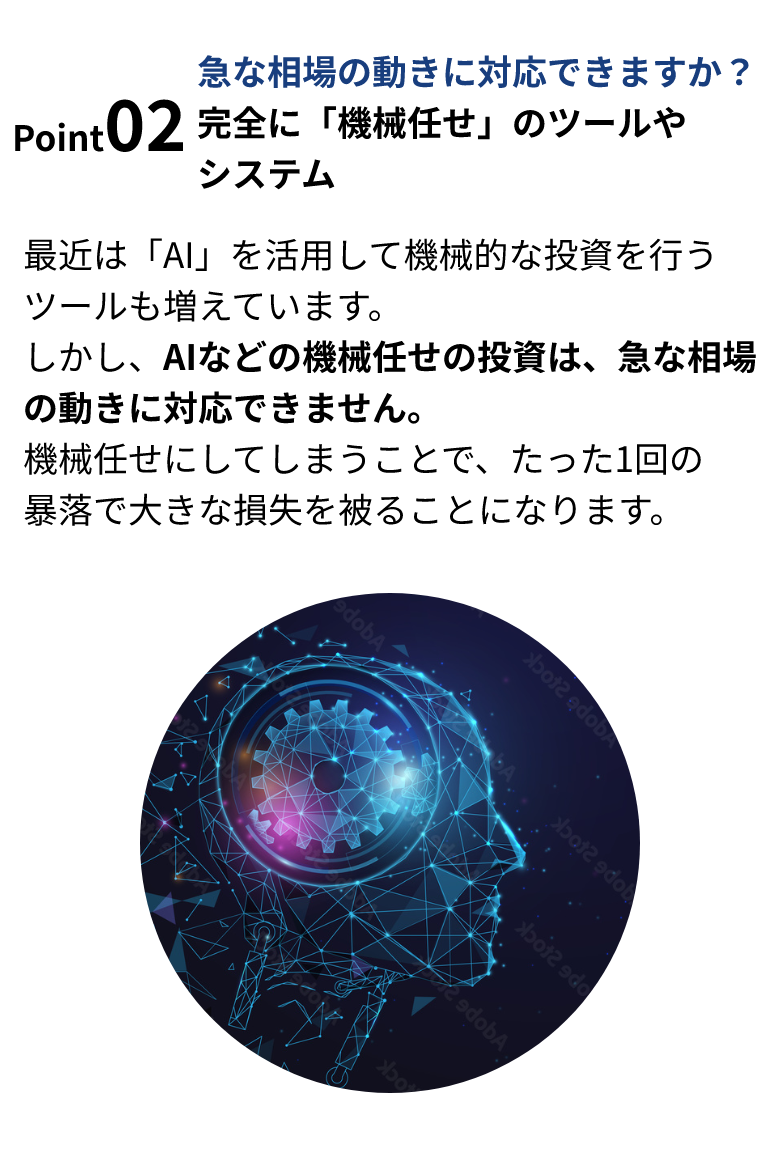 急な相場の動きに対応できますか？
Point02 完全に「機械任せ」のツールや
システム
最近は「AI」を活用して機械的な投資を行う
ツールも増えています。
しかし、AIなどの機械任せの投資は、急な相場
の動きに対応できません。
機械任せにしてしまうことで、たった1回の
暴落で大きな損失を被ることになります。
Adobe Stock
Adobe Stock
Adobe Stock
Adobe Stock